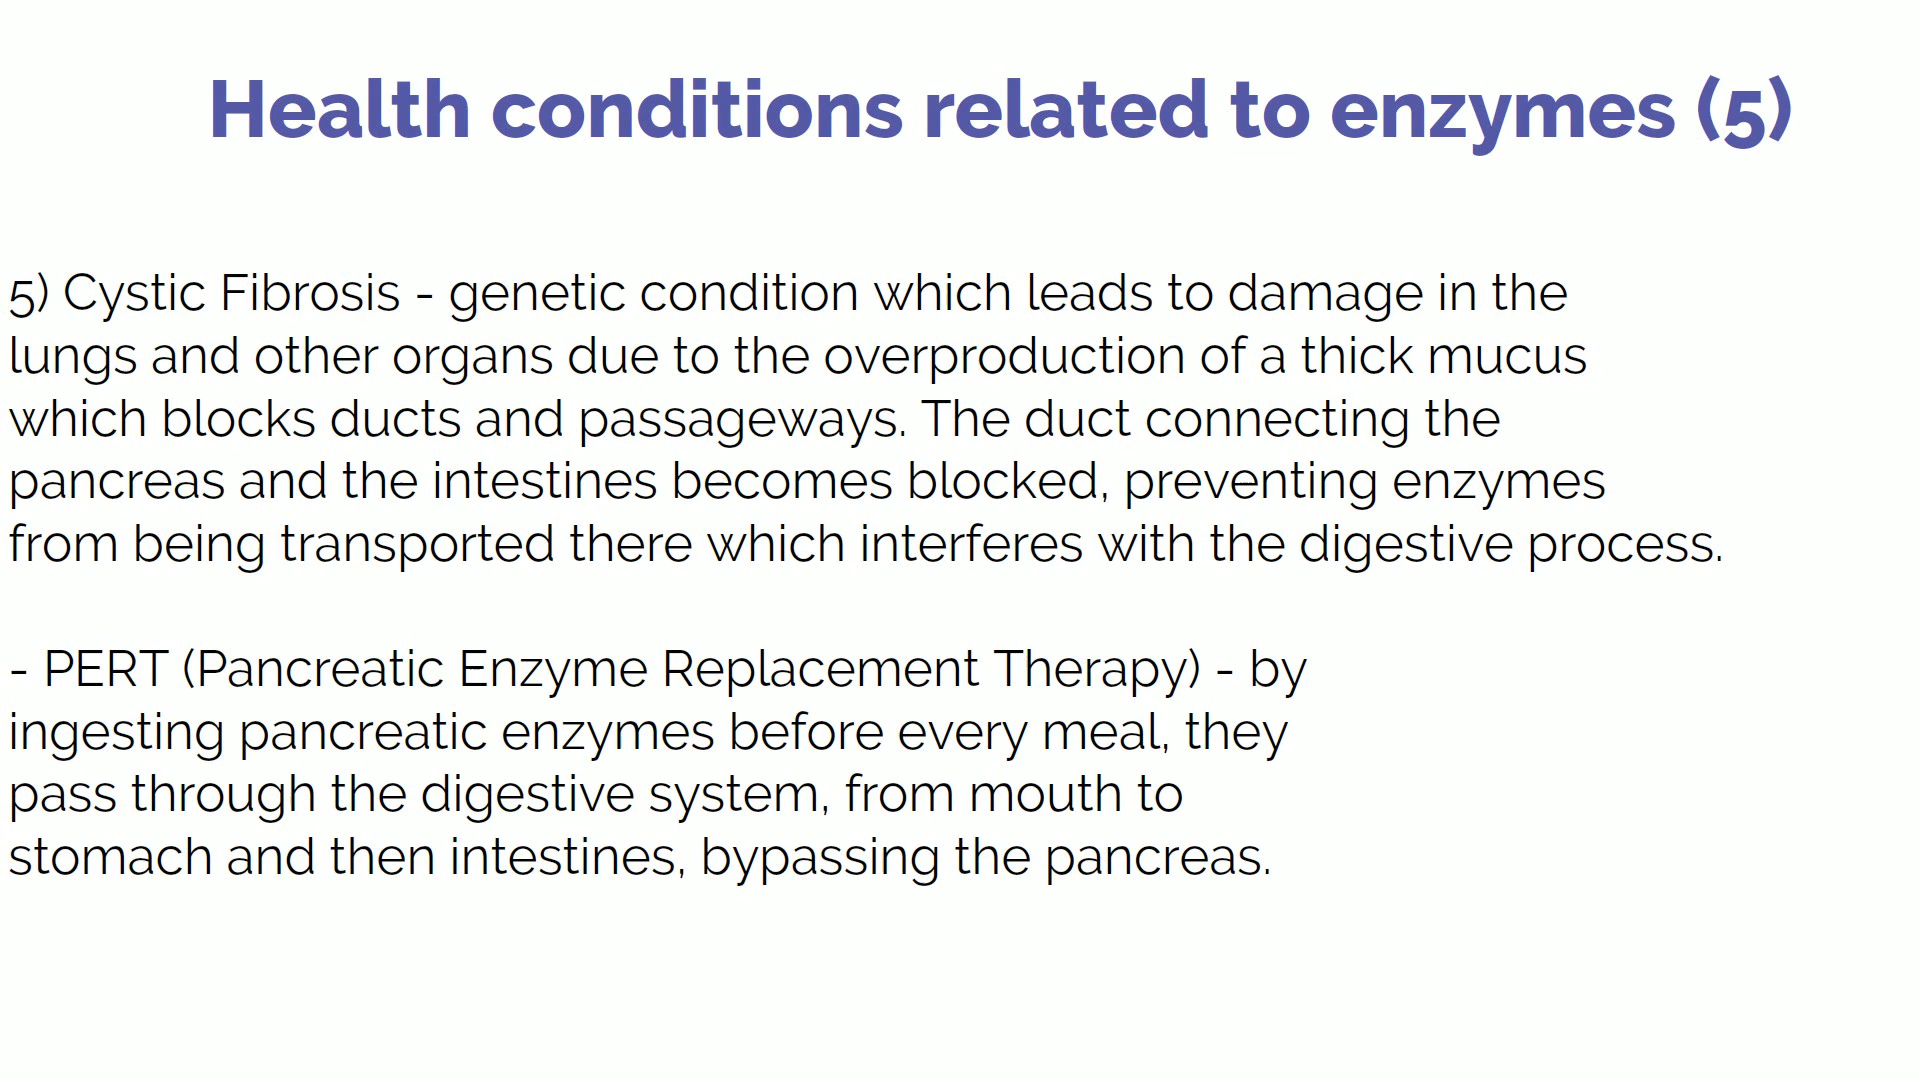 Health conditions related to enzymes (5)
5) Cystic Fibrosis - genetic condition which leads to damage in the
lungs and other organs due to the overproduction of a thick mucus
which blocks ducts and passageways. The duct connecting the
pancreas and the intestines becomes blocked, preventing enzymes
from being transported there which interferes with the digestive process.
- PERT (Pancreatic Enzyme Replacement Therapy) - by
ingesting pancreatic enzymes before every meal, they
pass through the digestive system, from mouth to
stomach and then intestines, bypassing the pancreas.